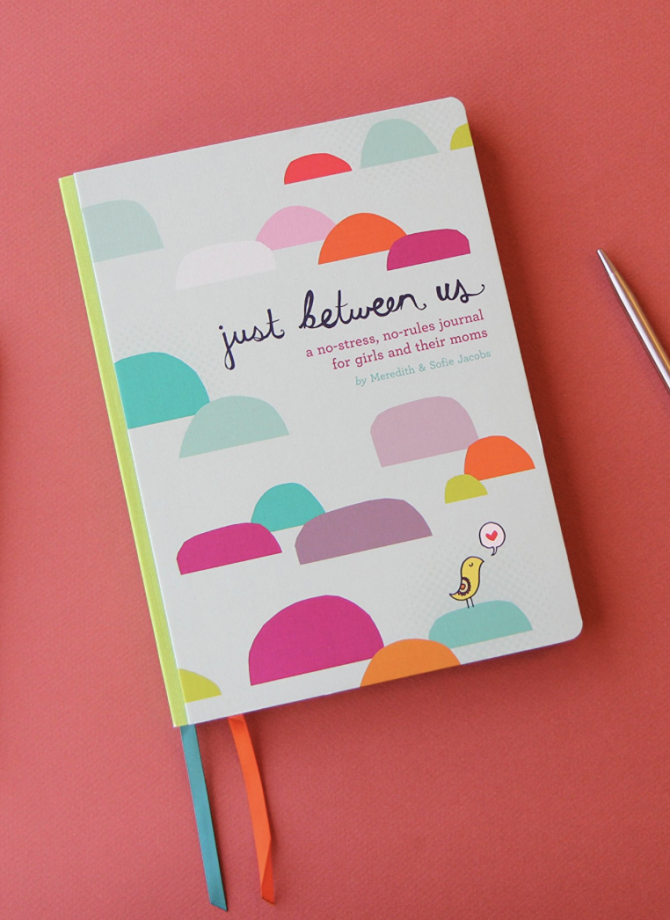 just between us
a no-stress, no-rules journal
for girls and their moms
by Meredith & Sofie Jacobs